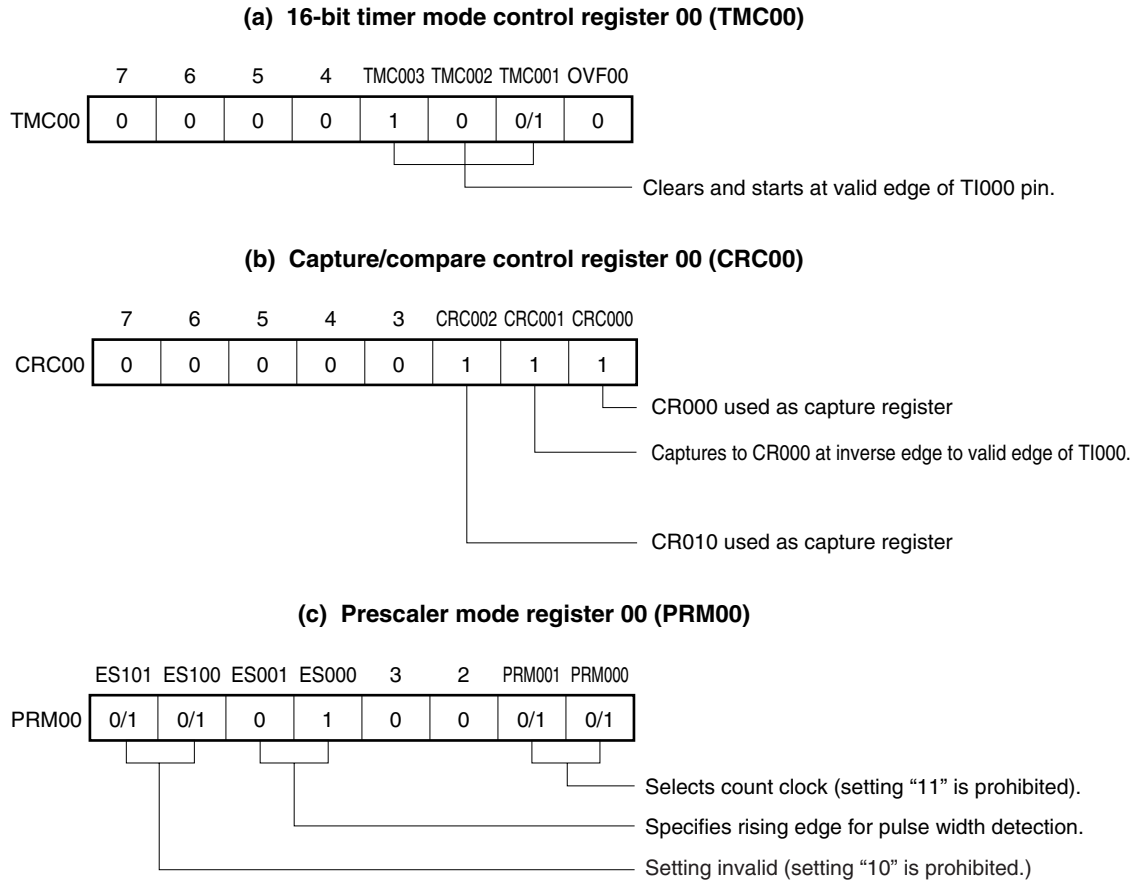 (a) 16-bit timer mode control register 00 (TMC00)
7 6 5 4 TMC003 TMC002 TMC001 OVF00
TMC00 0 0 0 0 1 0 0/1 0
Clears and starts at valid edge of TI000 pin.
(b) Capture/compare control register 00 (CRC00)
7 6 5 4 3 CRC002 CRC001 CRC000
CRC00 0 0 0 0 0 1 1 1
CR000 used as capture register
Captures to CR000 at inverse edge to valid edge of TI000.
CR010 used as capture register
(c) Prescaler mode register 00 (PRM00)
ES101 ES100 ES001 ES000 3 2 PRM001 PRM000
PRM00 0/1 0/1 0 1 0 0 0/1 0/1
Selects count clock (setting “11” is prohibited).
Specifies rising edge for pulse width detection.
Setting invalid (setting “10” is prohibited.)